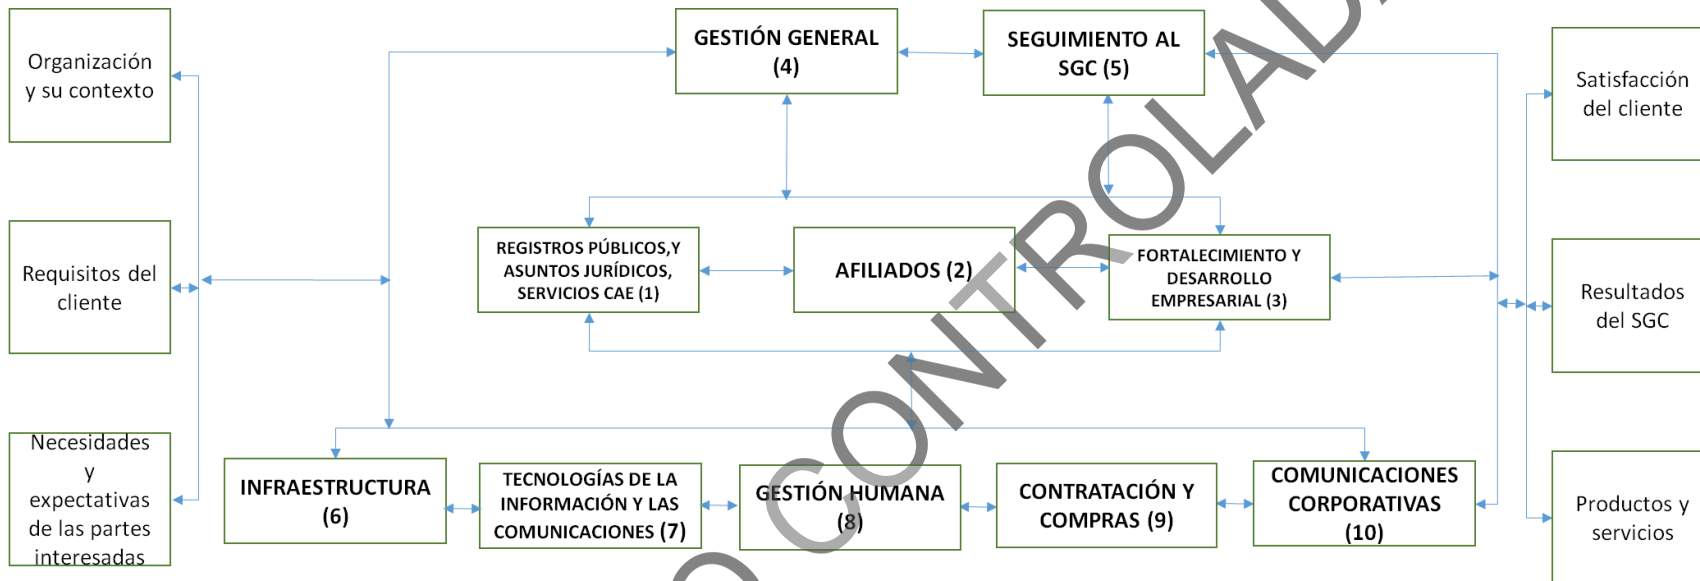 Organización
y su contexto
GESTIÓN GENERAL
(4)
SEGUIMIENTO AL
SGC (5)
Satisfacción
del cliente
Requisitos del
cliente
REGISTROS PÚBLICOS,Y
ASUNTOS JURÍDICOS,
SERVICIOS CAE (1)
AFILIADOS (2)
FORTALECIMIENTO Y
DESARROLLO
EMPRESARIAL (3)
Resultados
del SGC
Necesidades
y
expectativas
de las partes
interesadas
INFRAESTRUCTURA
(6)
TECNOLOGÍAS DE LA
INFORMACIÓN Y LAS
COMUNICACIONES (7)
GESTIÓN HUMANA
(8)
CONTRATACIÓN Y
COMPRAS (9)
COMUNICACIONES
CORPORATIVAS
(10)
Productos y
servicios